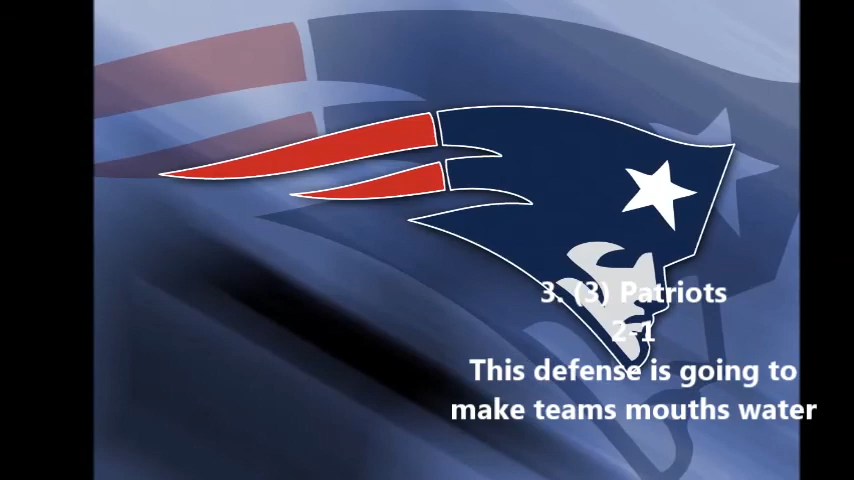 3. (3) Patriots
2-1
This defense is going to
make teams mouths water